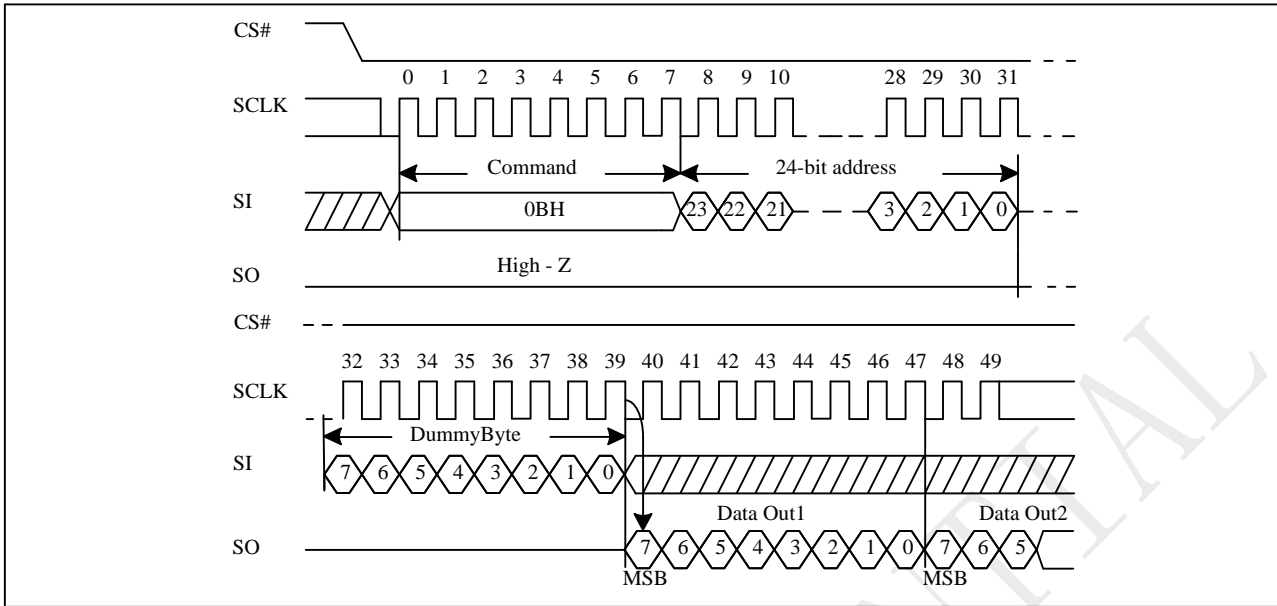 CS#
0 1 2 3 4 5 6 7 8 9 10 28 29 30 31
SCLK
Command 24-bit address
SI 0BH 23 22 21 3 2 1 0
High - Z
SO
CS#
32 33 34 35 36 37 38 39 40 41 42 43 44 45 46 47 48 49
SCLK
DummyByte
SI 7 6 5 4 3 2 1 0
Data Out1 Data Out2
SO 7 6 5 4 3 2 1 0 7 6 5
MSB MSB